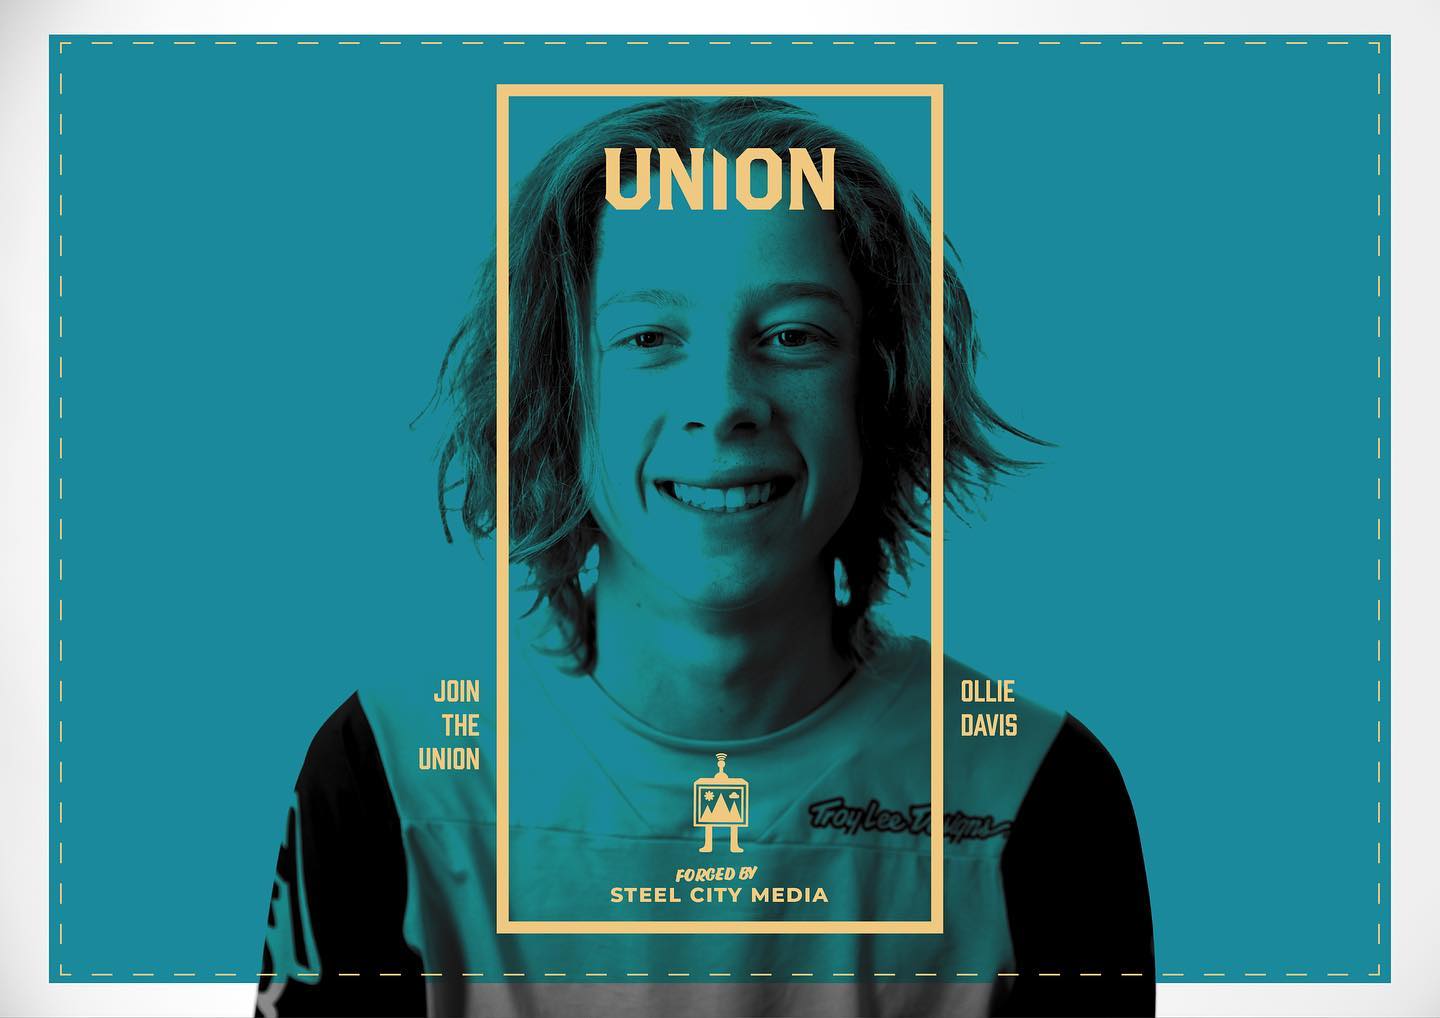 UNION
JOIN
THE
UNION
OLLIE
DAVIS
Troy Lee Designs
FORGED BY
STEEL CITY MEDIA